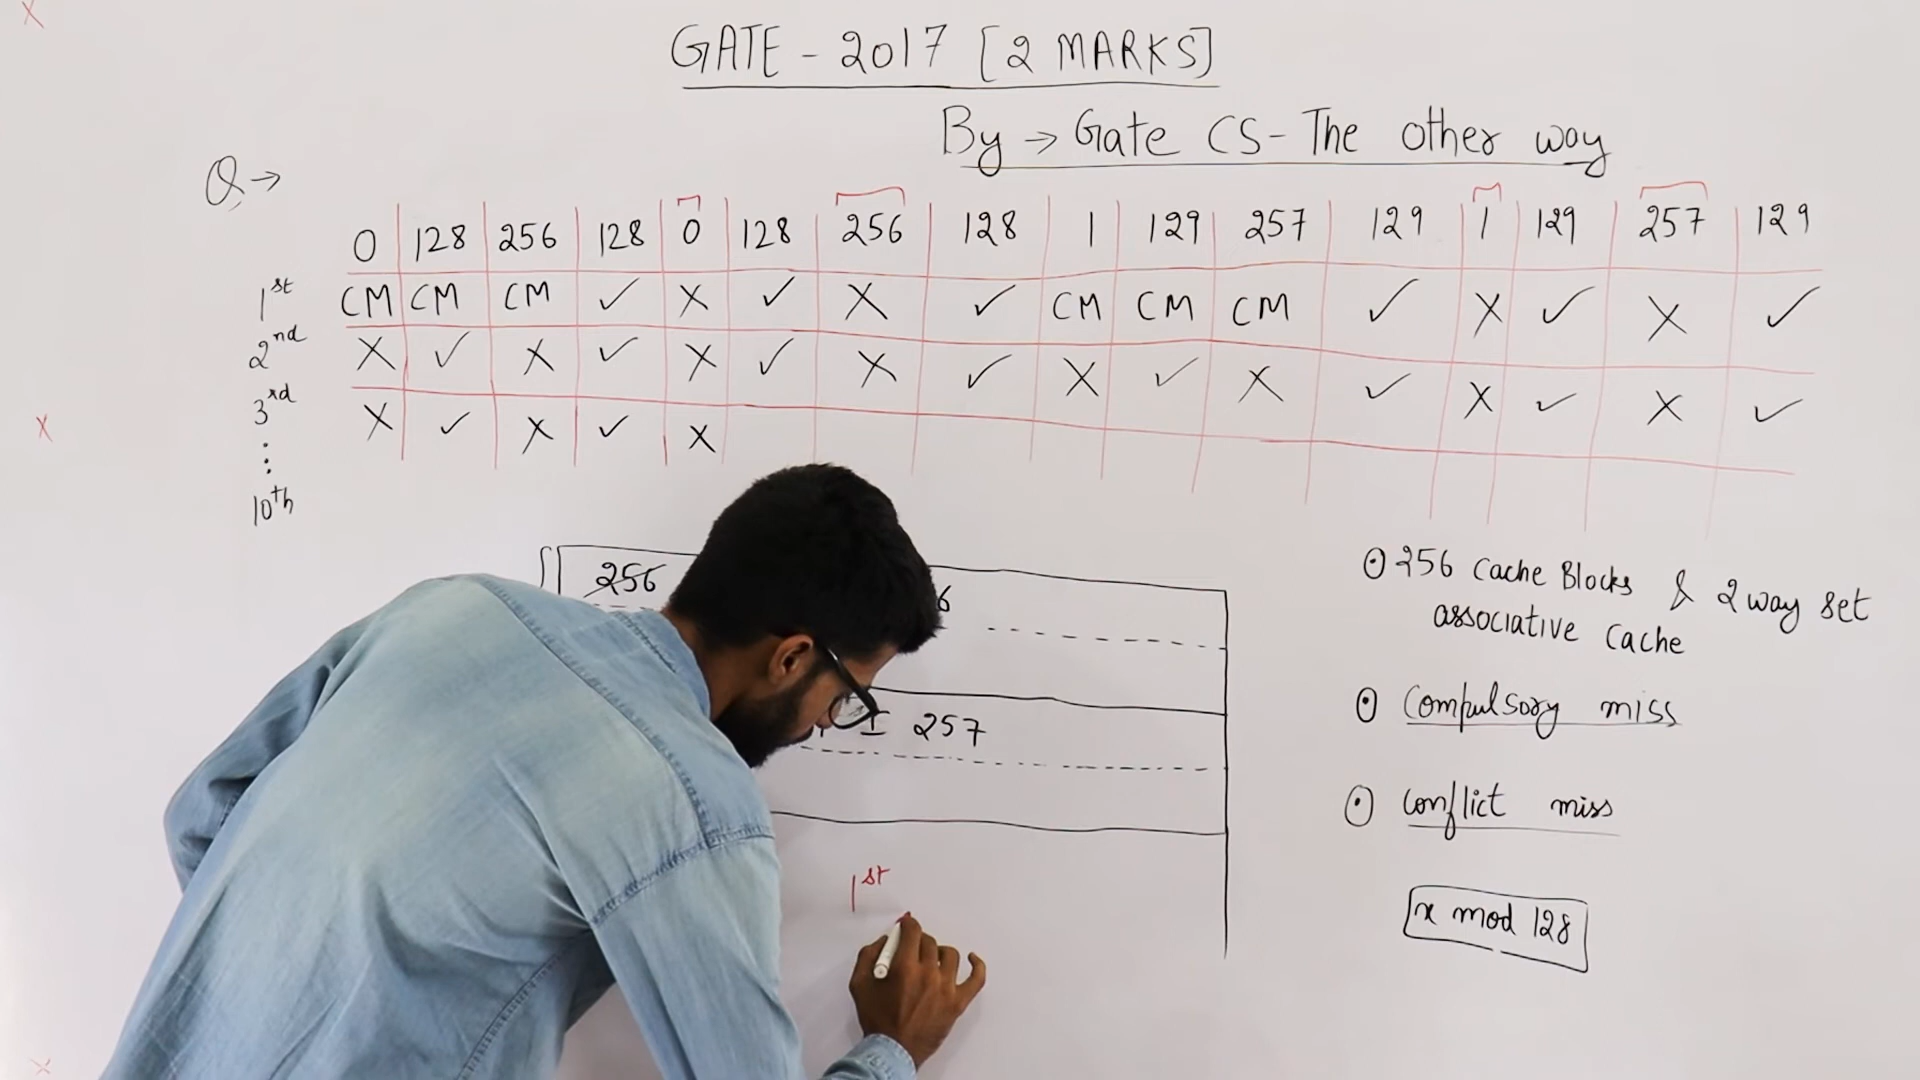 GATE - 2017 [2 MARKS]
By → Gate CS - The other way
Q →
0 128 256 128 0 128 256 128 1 129 257 129 1 129 257 129
1st CM CM CM ✓ X ✓ X ✓ CM CM CM ✓ X ✓ X ✓
2nd X ✓ X ✓ X ✓ X ✓ X ✓ X ✓ X ✓ X ✓
3rd X ✓ X ✓ X
⋮
10th
256
⊙ 256 Cache Blocks & 2 way set
associative Cache
257
⊙ Compulsory miss
⊙ Conflict miss
1st
x mod 128